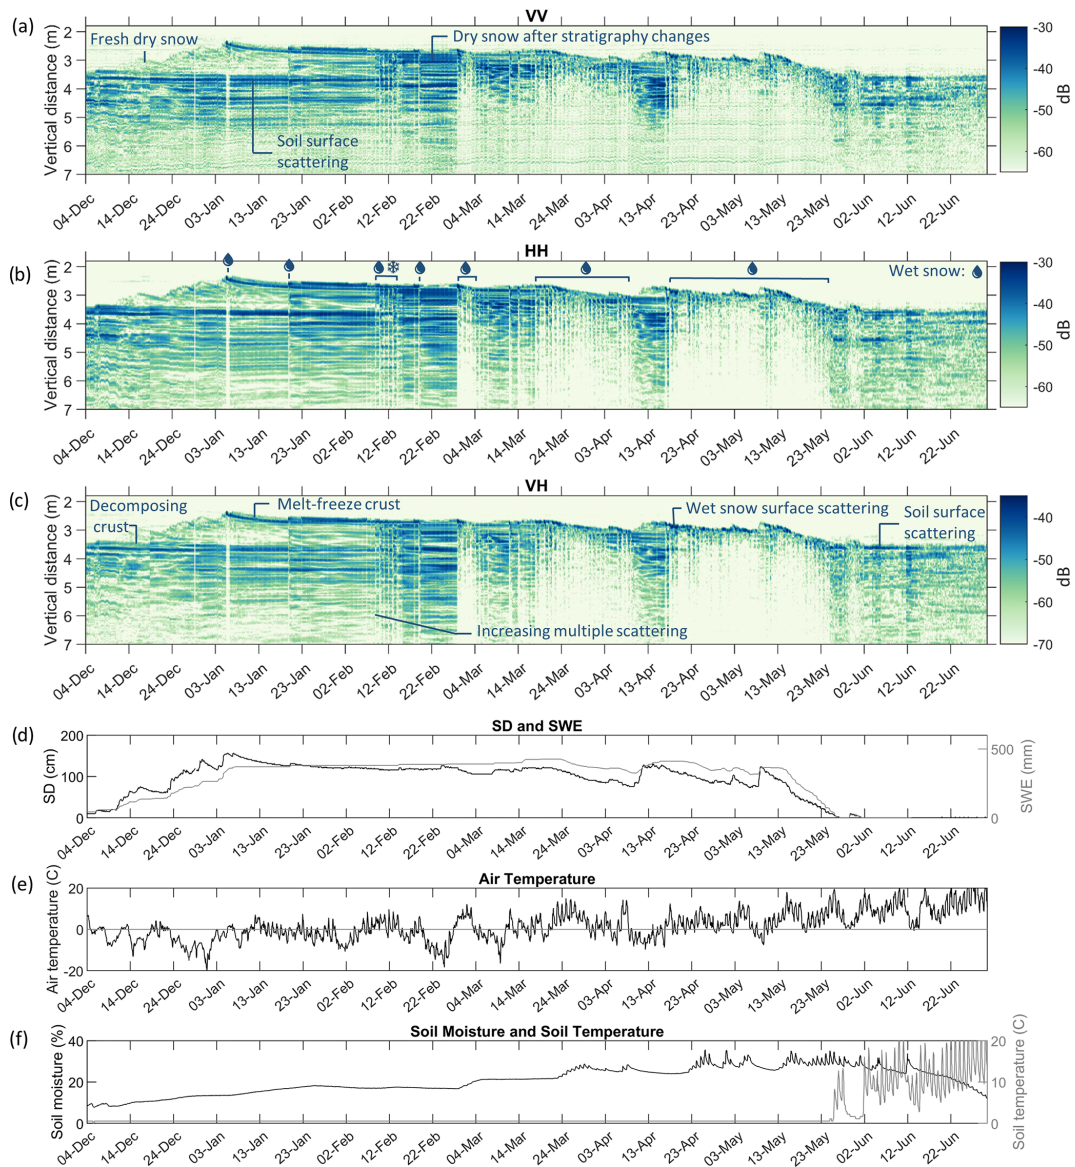 VV
(a)
2
3
4
5
6
7
Vertical distance (m)
Fresh dry snow
Dry snow after stratigraphy changes
Soil surface
scattering
-30
-40
-50
-60
dB
04-Dec 14-Dec 24-Dec 03-Jan 13-Jan 23-Jan 02-Feb 12-Feb 22-Feb 04-Mar 14-Mar 24-Mar 03-Apr 13-Apr 23-Apr 03-May 13-May 23-May 02-Jun 12-Jun 22-Jun
HH
(b)
2
3
4
5
6
7
Vertical distance (m)
Wet snow:
-30
-40
-50
-60
dB
04-Dec 14-Dec 24-Dec 03-Jan 13-Jan 23-Jan 02-Feb 12-Feb 22-Feb 04-Mar 14-Mar 24-Mar 03-Apr 13-Apr 23-Apr 03-May 13-May 23-May 02-Jun 12-Jun 22-Jun
VH
(c)
2
3
4
5
6
7
Vertical distance (m)
Decomposing
crust
Melt-freeze crust
Wet snow surface scattering
Soil surface
scattering
Increasing multiple scattering
-40
-50
-60
-70
dB
04-Dec 14-Dec 24-Dec 03-Jan 13-Jan 23-Jan 02-Feb 12-Feb 22-Feb 04-Mar 14-Mar 24-Mar 03-Apr 13-Apr 23-Apr 03-May 13-May 23-May 02-Jun 12-Jun 22-Jun
SD and SWE
(d)
200
100
0
SD (cm)
500
0
SWE (mm)
04-Dec 14-Dec 24-Dec 03-Jan 13-Jan 23-Jan 02-Feb 12-Feb 22-Feb 04-Mar 14-Mar 24-Mar 03-Apr 13-Apr 23-Apr 03-May 13-May 23-May 02-Jun 12-Jun 22-Jun
Air Temperature
(e)
20
0
-20
Air temperature (C)
04-Dec 14-Dec 24-Dec 03-Jan 13-Jan 23-Jan 02-Feb 12-Feb 22-Feb 04-Mar 14-Mar 24-Mar 03-Apr 13-Apr 23-Apr 03-May 13-May 23-May 02-Jun 12-Jun 22-Jun
Soil Moisture and Soil Temperature
(f)
40
20
0
Soil moisture (%)
20
10
0
Soil temperature (C)
04-Dec 14-Dec 24-Dec 03-Jan 13-Jan 23-Jan 02-Feb 12-Feb 22-Feb 04-Mar 14-Mar 24-Mar 03-Apr 13-Apr 23-Apr 03-May 13-May 23-May 02-Jun 12-Jun 22-Jun